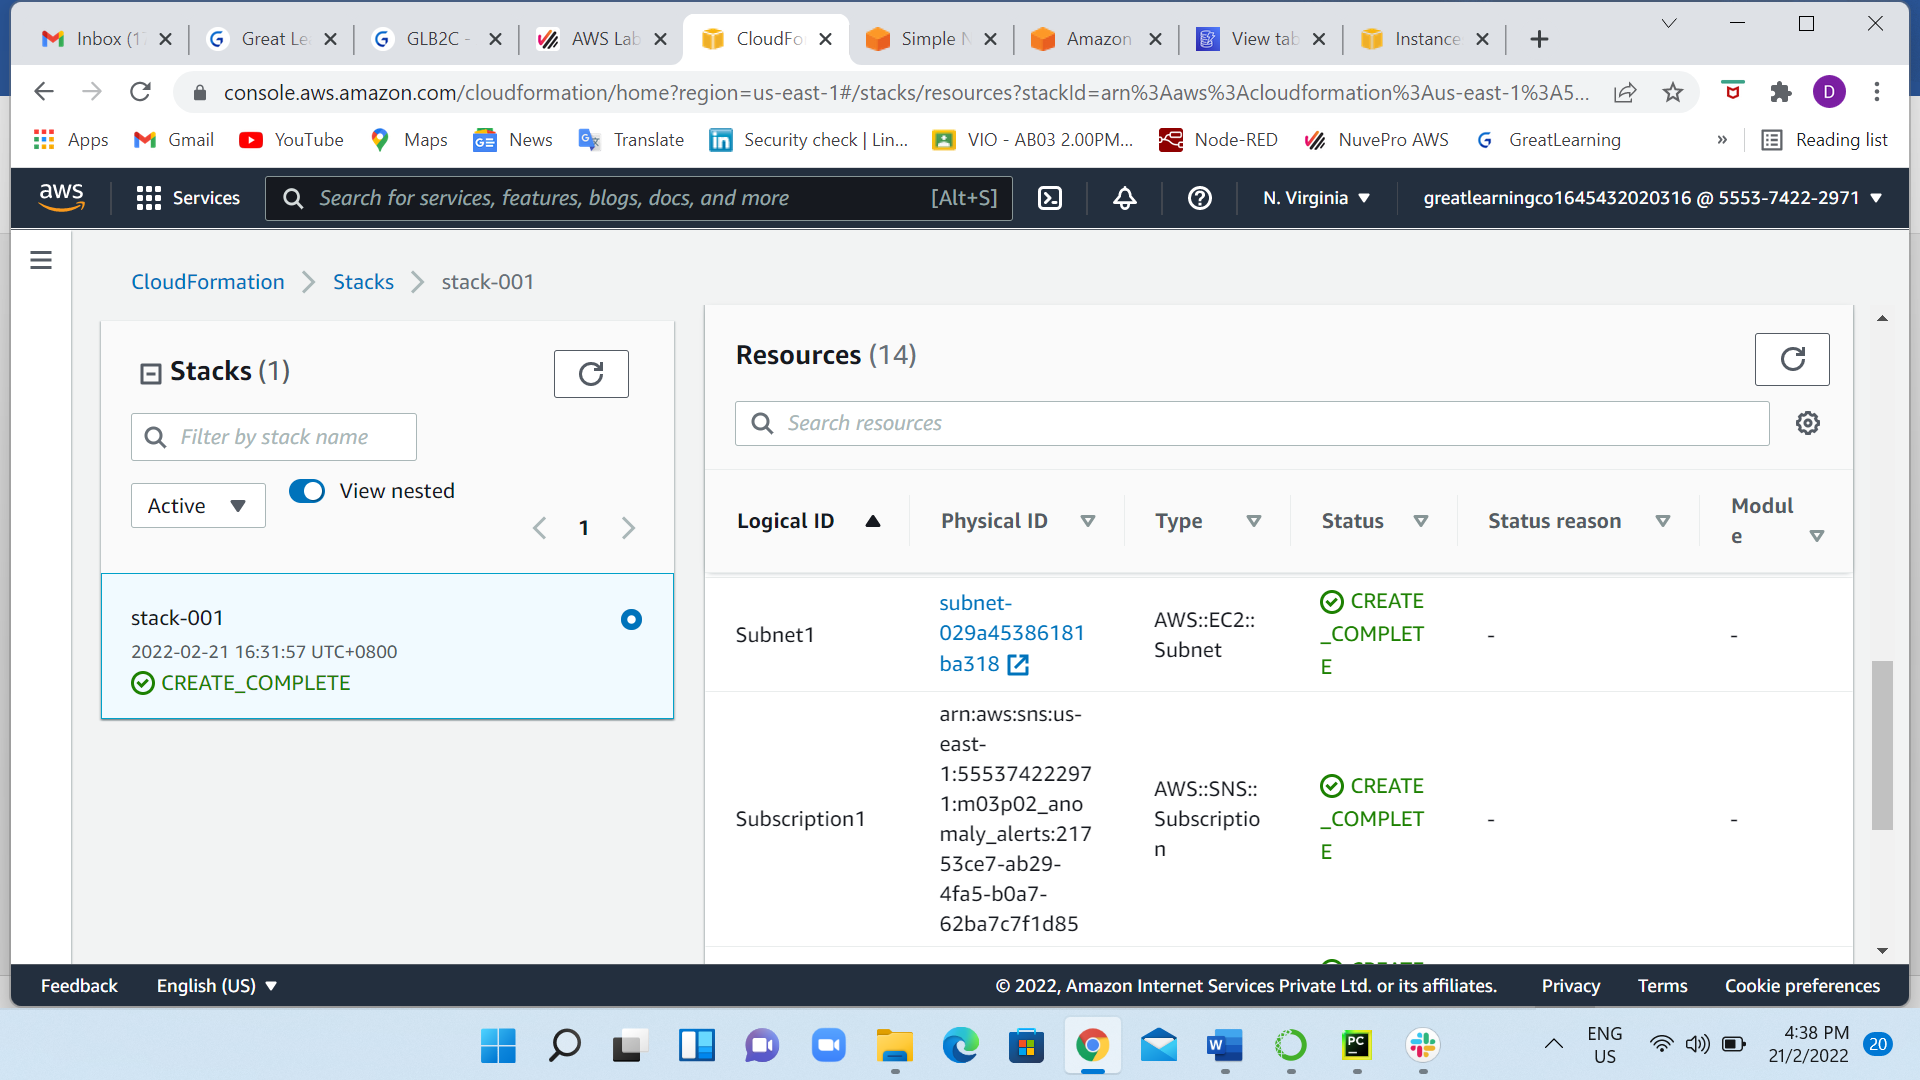 Inbox (1
Great Le
GLB2C -
AWS Lab
CloudFo
Simple N
Amazon
View tab
Instance
console.aws.amazon.com/cloudformation/home?region=us-east-1#/stacks/resources?stackId=arn%3Aaws%3Acloudformation%3Aus-east-1%3A5...
D
Apps
Gmail
YouTube
Maps
News
Translate
Security check | Lin...
VIO - AB03 2.00PM...
Node-RED
NuvePro AWS
GreatLearning
»
Reading list
aws
Services
Search for services, features, blogs, docs, and more
[Alt+S]
N. Virginia
greatlearningco1645432020316 @ 5553-7422-2971
CloudFormation
Stacks
stack-001
Stacks (1)
Filter by stack name
Active
View nested
1
stack-001
2022-02-21 16:31:57 UTC+0800
CREATE_COMPLETE
Resources (14)
Search resources
Logical ID
Physical ID
Type
Status
Status reason
Modul
e
Subnet1
subnet-
029a45386181
ba318
AWS::EC2::
Subnet
CREATE
_COMPLET
E
-
-
Subscription1
arn:aws:sns:us-
east-
1:55537422297
1:m03p02_ano
maly_alerts:217
53ce7-ab29-
4fa5-b0a7-
62ba7c7f1d85
AWS::SNS::
Subscriptio
n
CREATE
_COMPLET
E
-
-
Feedback
English (US)
© 2022, Amazon Internet Services Private Ltd. or its affiliates.
Privacy
Terms
Cookie preferences
ENG
US
4:38 PM
21/2/2022
20